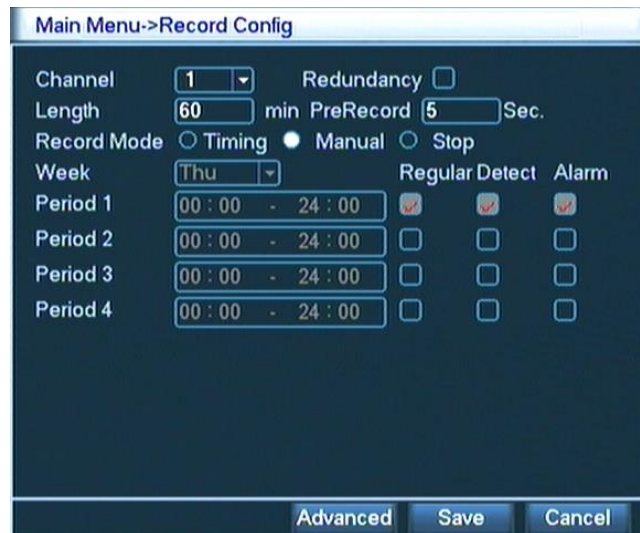 Main Menu->Record Config
Channel 1 Redundancy
Length 60 min PreRecord 5 Sec.
Record Mode Timing Manual Stop
Week Thu Regular Detect Alarm
Period 1 00 : 00 - 24 : 00
Period 2 00 : 00 - 24 : 00
Period 3 00 : 00 - 24 : 00
Period 4 00 : 00 - 24 : 00
Advanced Save Cancel